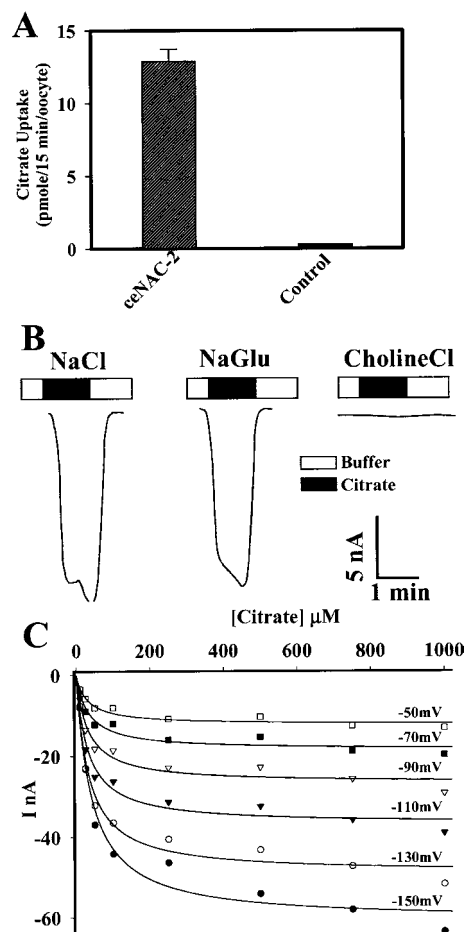 A
Citrate Uptake
(pmole/15 min/oocyte)
15
10
5
0
ceNAC-2
Control
B
NaCl
NaGlu
CholineCl
Buffer
Citrate
5 nA
1 min
C
[Citrate] µM
0 200 400 600 800 1000
I nA
0
-20
-40
-60
-50mV
-70mV
-90mV
-110mV
-130mV
-150mV